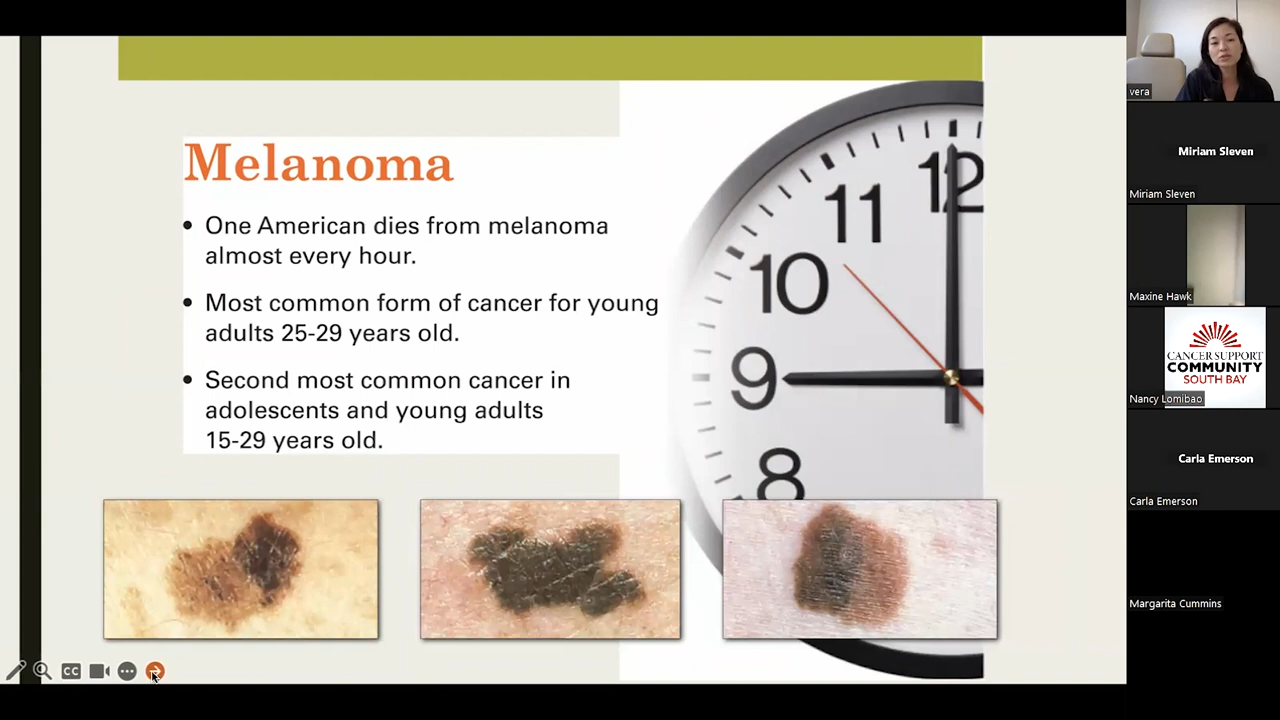 Melanoma
• One American dies from melanoma
almost every hour.
• Most common form of cancer for young
adults 25-29 years old.
• Second most common cancer in
adolescents and young adults
15-29 years old.
12
11
10
9
8
CC
vera
Miriam Sleven
Miriam Sleven
Maxine Hawk
CANCER SUPPORT
COMMUNITY
SOUTH BAY
Nancy Lomibao
Carla Emerson
Carla Emerson
Margarita Cummins